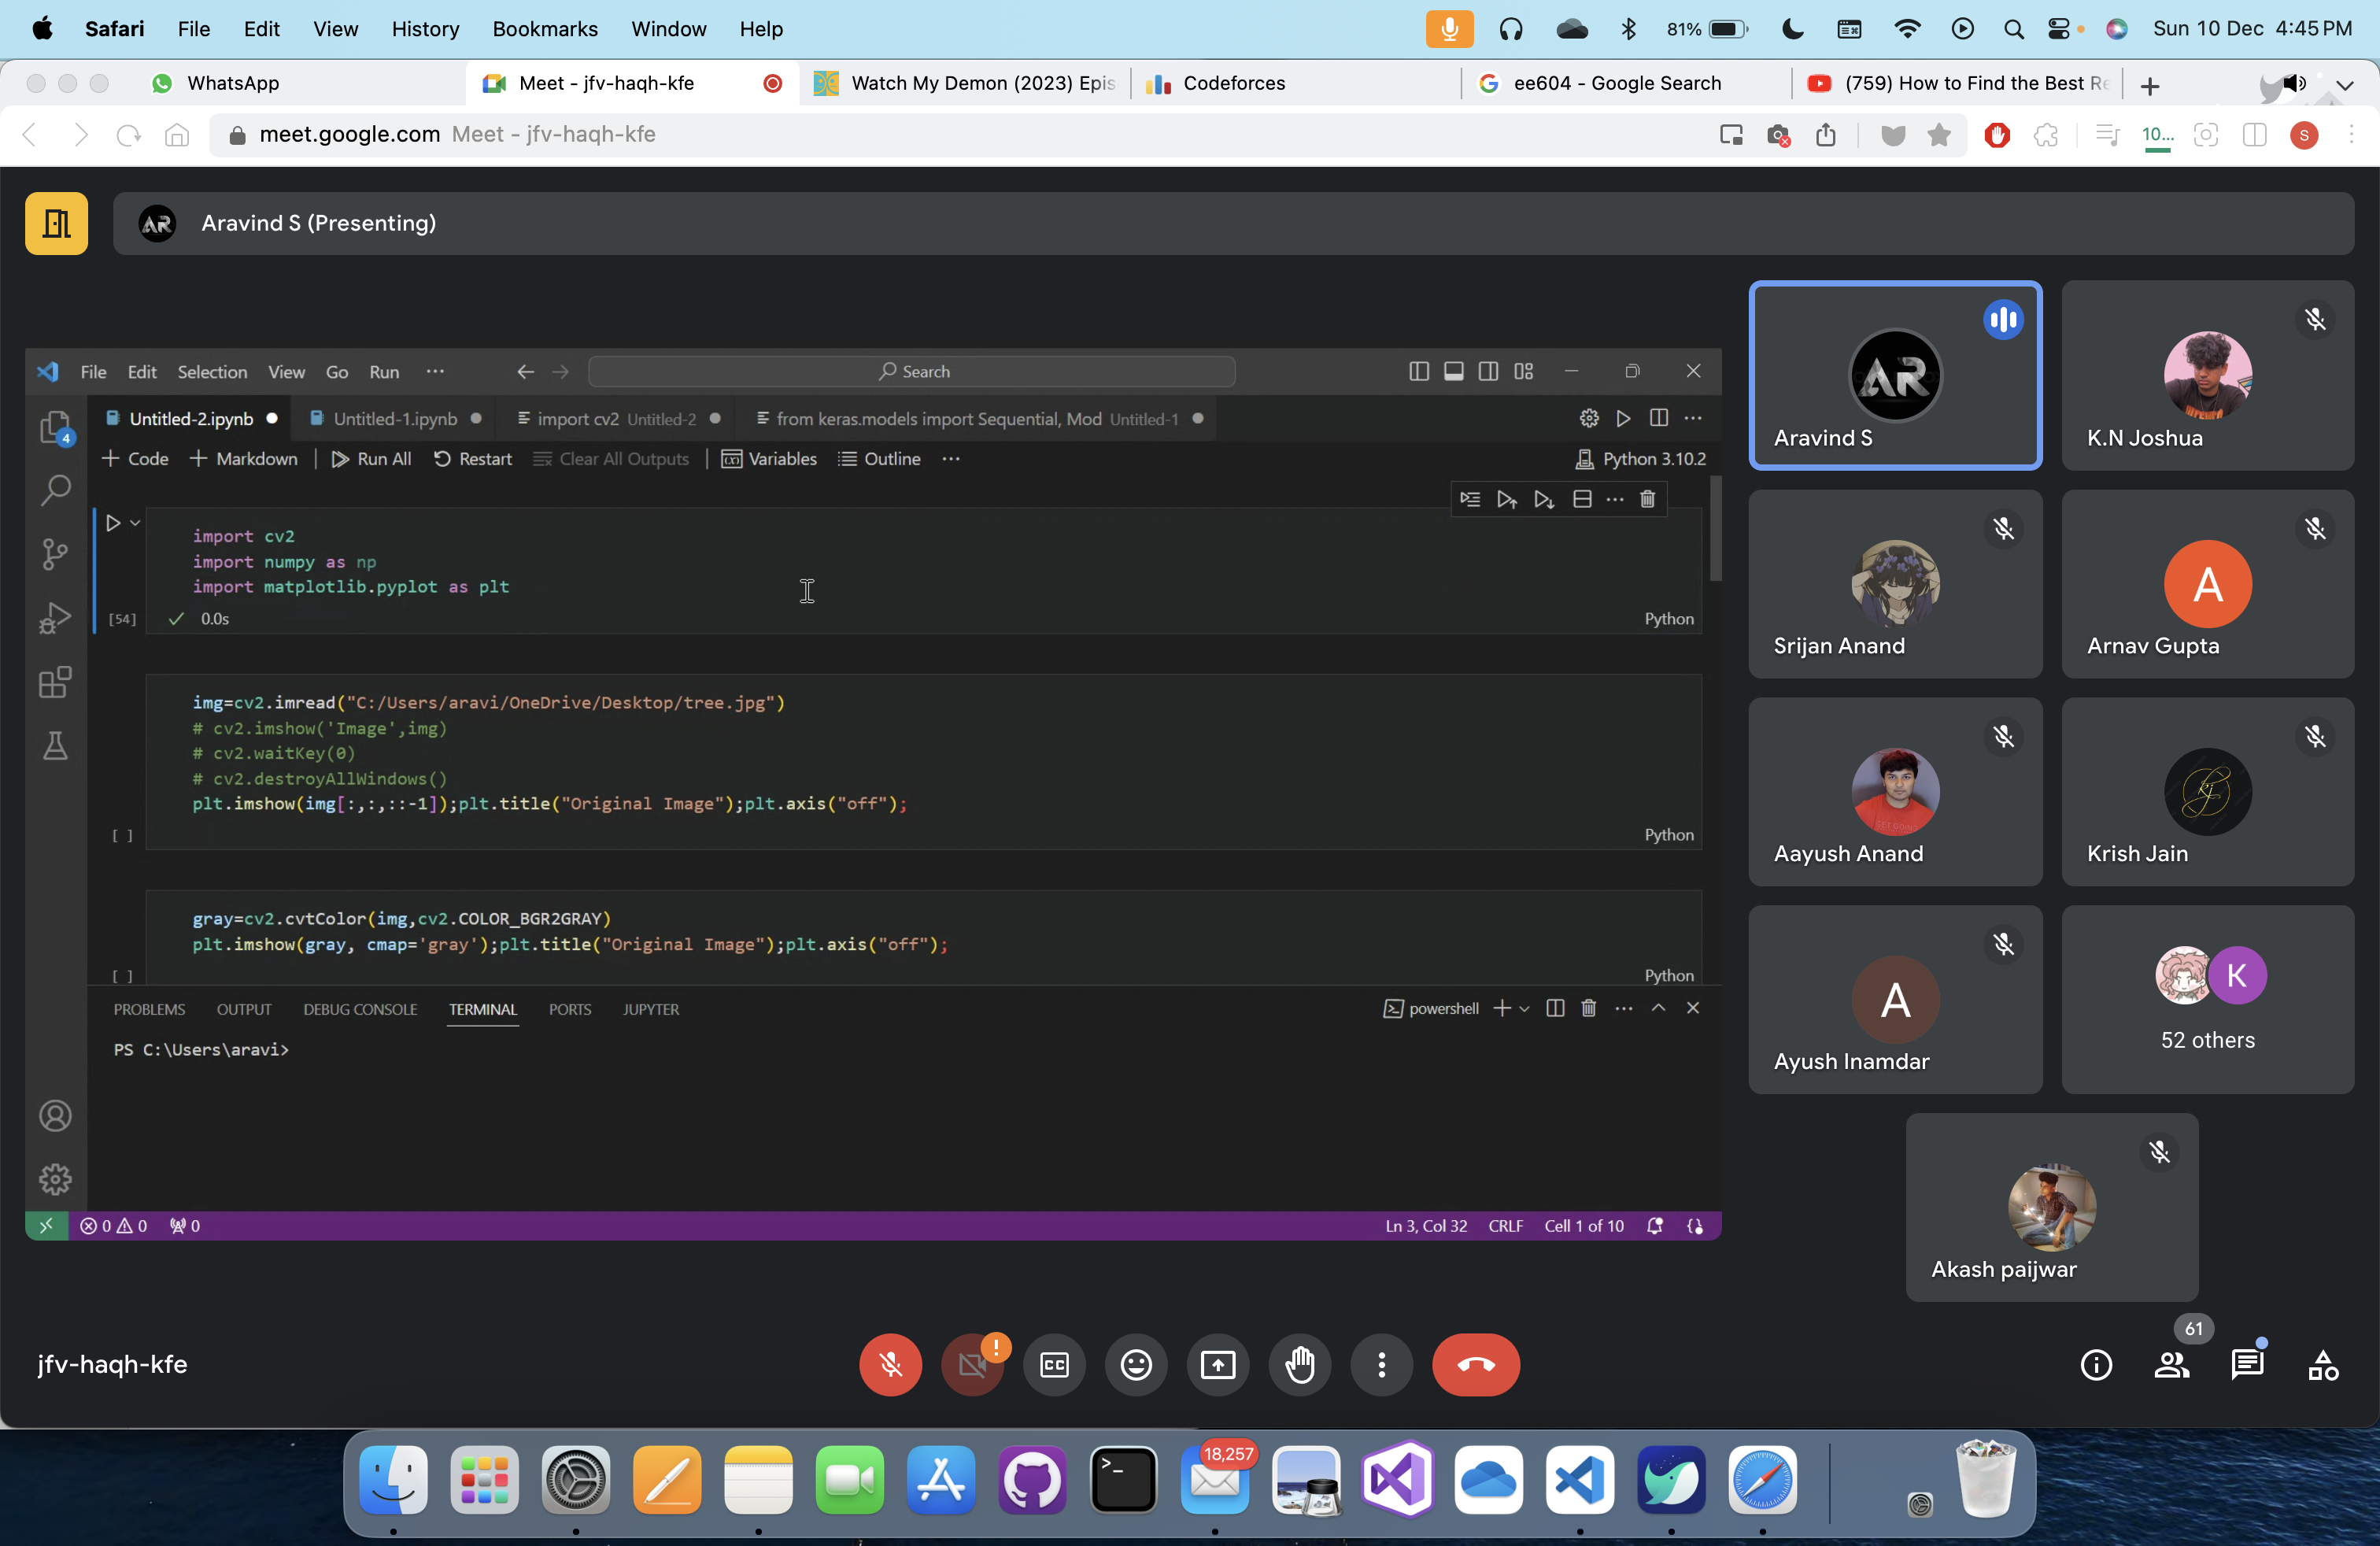 Safari File Edit View History Bookmarks Window Help 81% Sun 10 Dec 4:45 PM
WhatsApp Meet - jfv-haqh-kfe Watch My Demon (2023) Epis Codeforces ee604 - Google Search (759) How to Find the Best Re
meet.google.com Meet - jfv-haqh-kfe 10... S
AR Aravind S (Presenting)
File Edit Selection View Go Run ··· Search
Untitled-2.ipynb Untitled-1.ipynb import cv2 Untitled-2 from keras.models import Sequential, Mod Untitled-1 ···
4
+ Code + Markdown Run All Restart Clear All Outputs Variables Outline ··· Python 3.10.2
import cv2
import numpy as np
import matplotlib.pyplot as plt
[54] 0.0s Python
img=cv2.imread("C:/Users/aravi/OneDrive/Desktop/tree.jpg")
# cv2.imshow('Image',img)
# cv2.waitKey(0)
# cv2.destroyAllWindows()
plt.imshow(img[:,:,::-1]);plt.title("Original Image");plt.axis("off");
[ ] Python
gray=cv2.cvtColor(img,cv2.COLOR_BGR2GRAY)
plt.imshow(gray, cmap='gray');plt.title("Original Image");plt.axis("off");
[ ] Python
PROBLEMS OUTPUT DEBUG CONSOLE TERMINAL PORTS JUPYTER powershell
PS C:\Users\aravi>
0 0 0 Ln 3, Col 32 CRLF Cell 1 of 10
AR
Aravind S
K.N Joshua
Srijan Anand
A
Arnav Gupta
Aayush Anand
Krish Jain
A
Ayush Inamdar
K
52 others
Akash paijwar
jfv-haqh-kfe ! CC 61
18,257